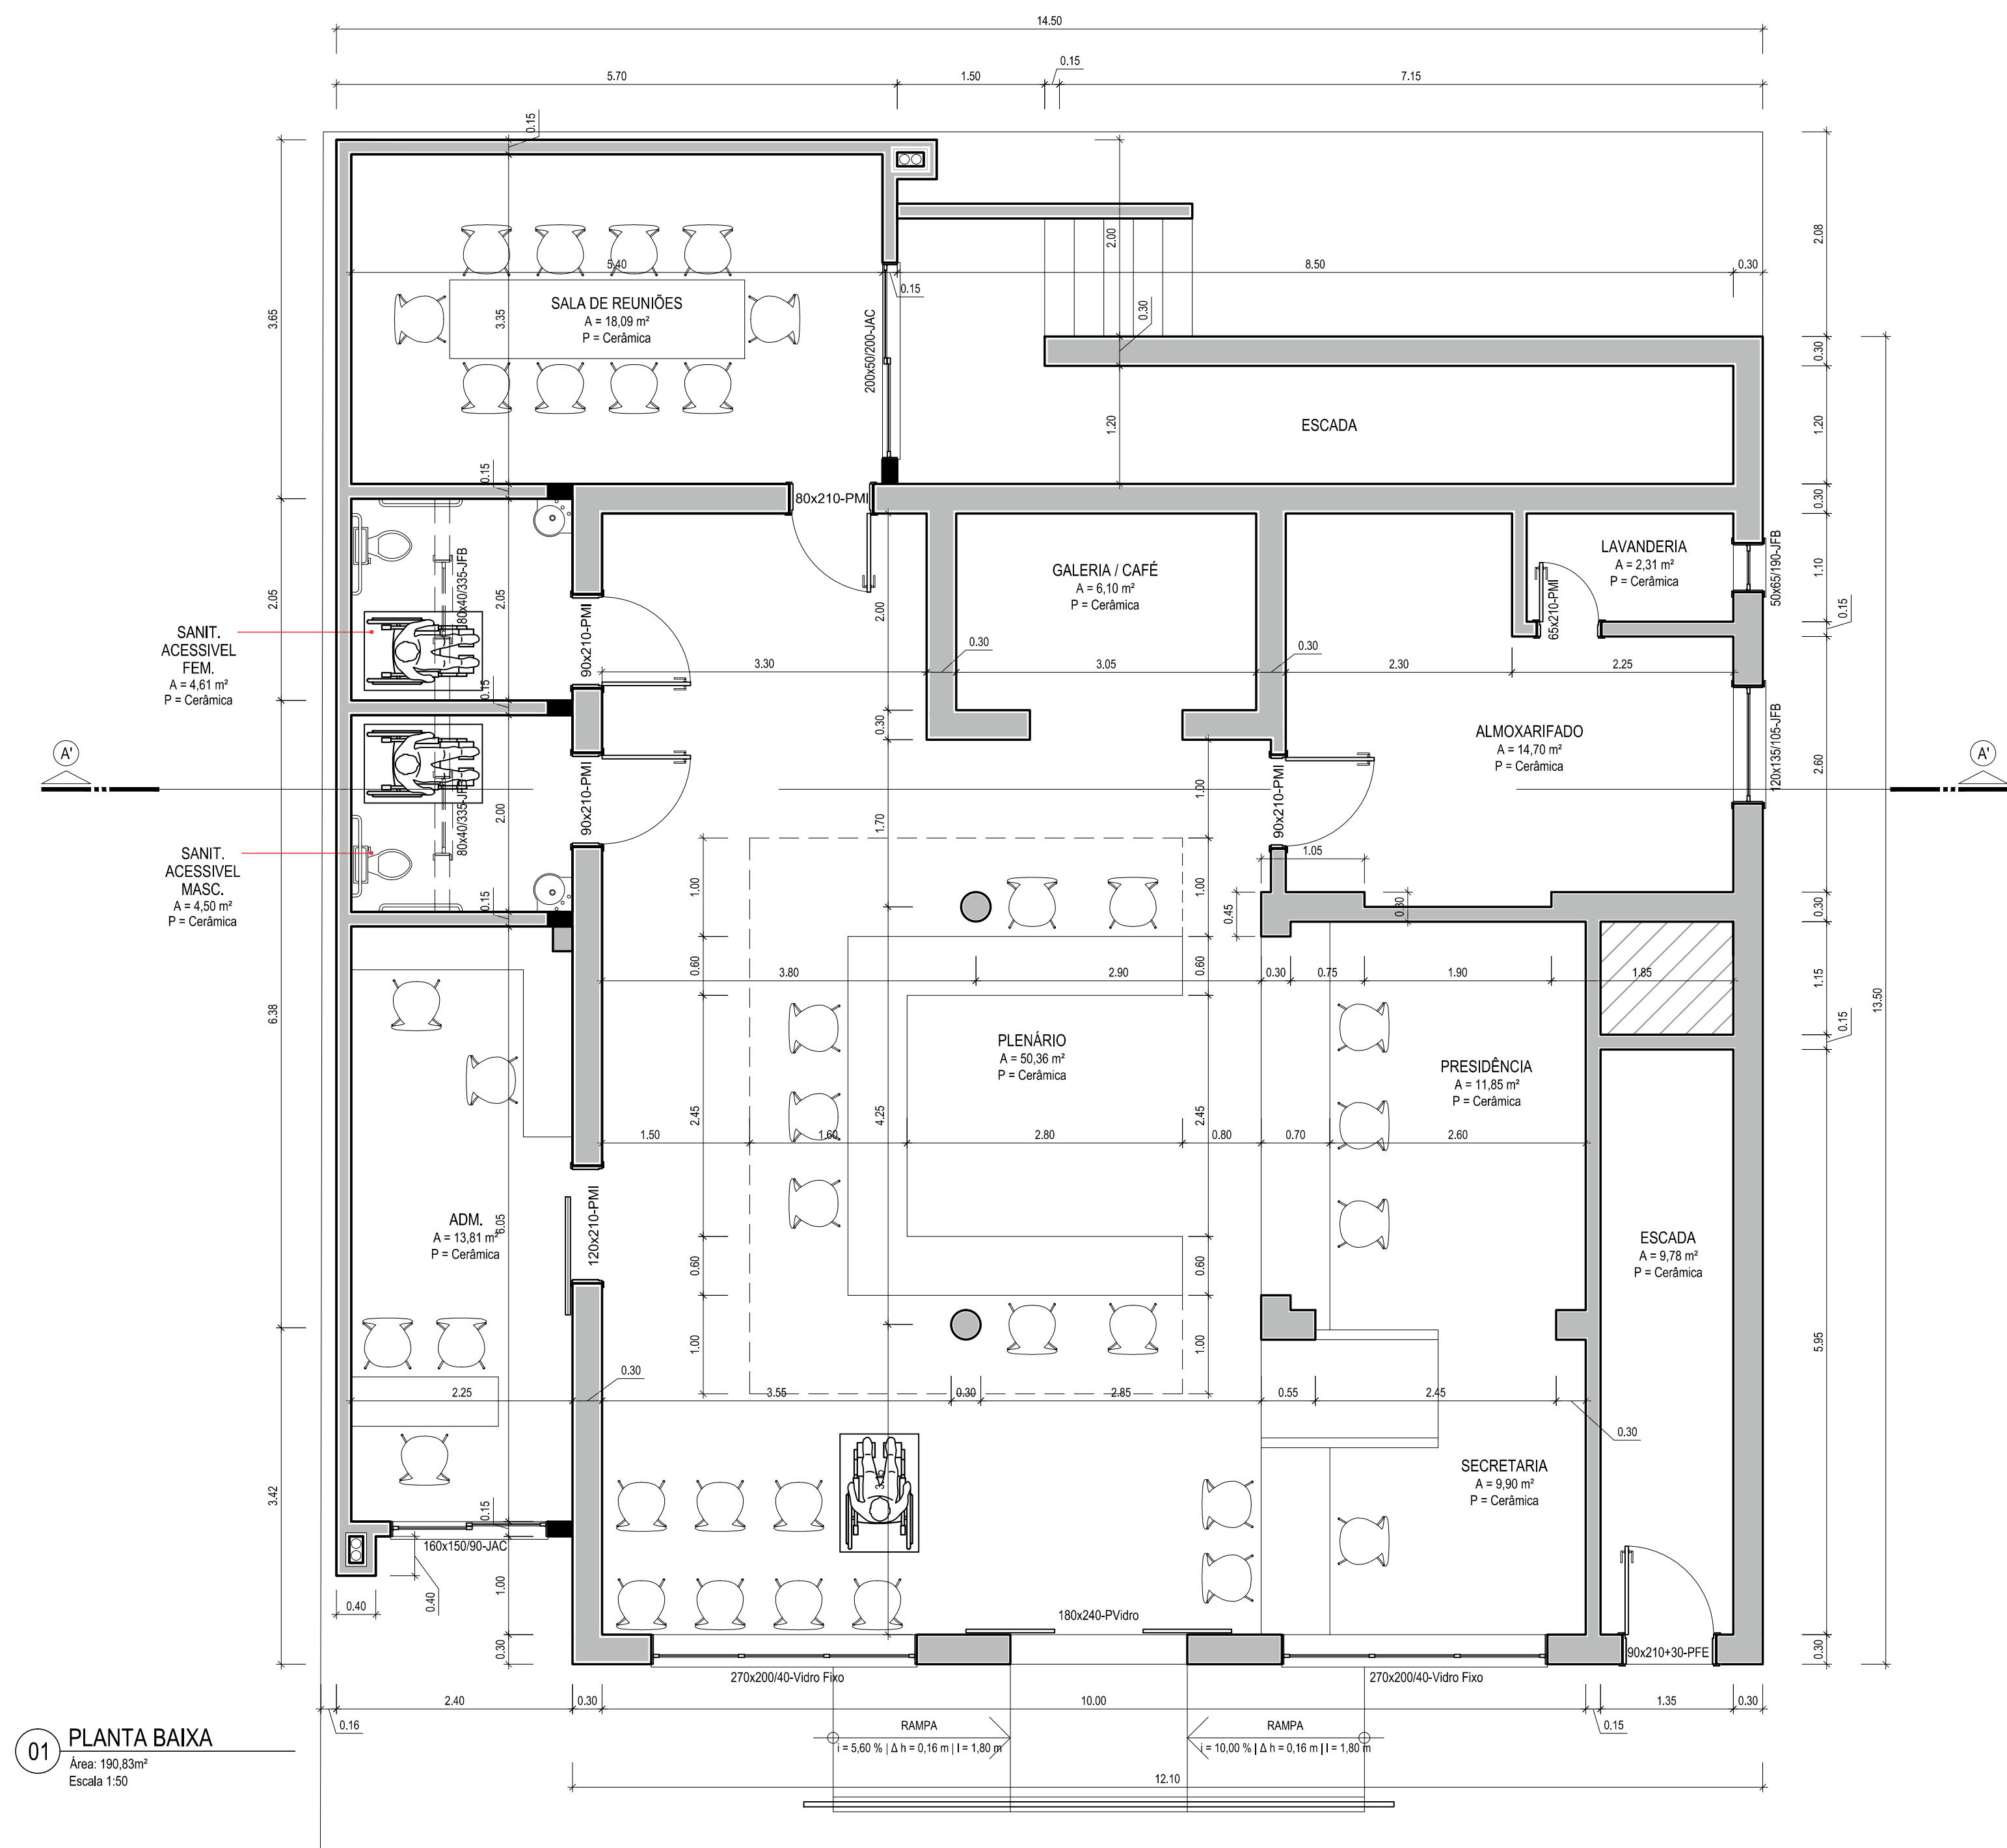 14.50
5.70
1.50
0.15
7.15
0.15
2.00
2.08
5.40
0.15
8.50
0.30
SALA DE REUNIÕES
A = 18,09 m²
P = Cerâmica
3.35
3.65
200x50/200-JAC
0.30
0.30
1.20
ESCADA
1.20
0.15
80x210-PMI
0.30
GALERIA / CAFÉ
A = 6,10 m²
P = Cerâmica
LAVANDERIA
A = 2,31 m²
P = Cerâmica
65x210-PMI
50x65/190-JFB
1.10
0.15
80x40/335-JFB
2.05
2.05
90x210-PMI
2.00
SANIT.
ACESSIVEL
FEM.
A = 4,61 m²
P = Cerâmica
0.15
3.30
0.30
3.05
0.30
2.30
2.25
0.30
ALMOXARIFADO
A = 14,70 m²
P = Cerâmica
120x135/105-JFB
2.60
A'
A'
80x40/335-JFB
2.00
90x210-PMI
1.70
1.00
90x210-PMI
1.05
SANIT.
ACESSIVEL
MASC.
A = 4,50 m²
P = Cerâmica
0.15
1.00
1.00
0.45
0.30
0.30
0.60
3.80
2.90
0.60
0.30
0.75
1.90
1.85
1.15
0.15
6.38
13.50
PLENÁRIO
A = 50,36 m²
P = Cerâmica
PRESIDÊNCIA
A = 11,85 m²
P = Cerâmica
2.45
4.25
2.45
1.50
1.60
2.80
0.80
0.70
2.60
ADM.
A = 13,81 m²
P = Cerâmica
6.05
120x210-PMI
0.60
0.60
ESCADA
A = 9,78 m²
P = Cerâmica
1.00
1.00
5.95
2.25
0.30
3.55
0.30
2.85
0.55
2.45
0.30
3.42
SECRETARIA
A = 9,90 m²
P = Cerâmica
0.15
160x150/90-JAC
0.40
0.40
1.00
0.30
180x240-PVidro
270x200/40-Vidro Fixo
270x200/40-Vidro Fixo
90x210+30-PFE
0.30
0.16
2.40
0.30
10.00
0.15
1.35
0.30
RAMPA
i = 5,60 % | Δ h = 0,16 m | l = 1,80 m
RAMPA
i = 10,00 % | Δ h = 0,16 m | l = 1,80 m
12.10
01
PLANTA BAIXA
Área: 190,83m²
Escala 1:50